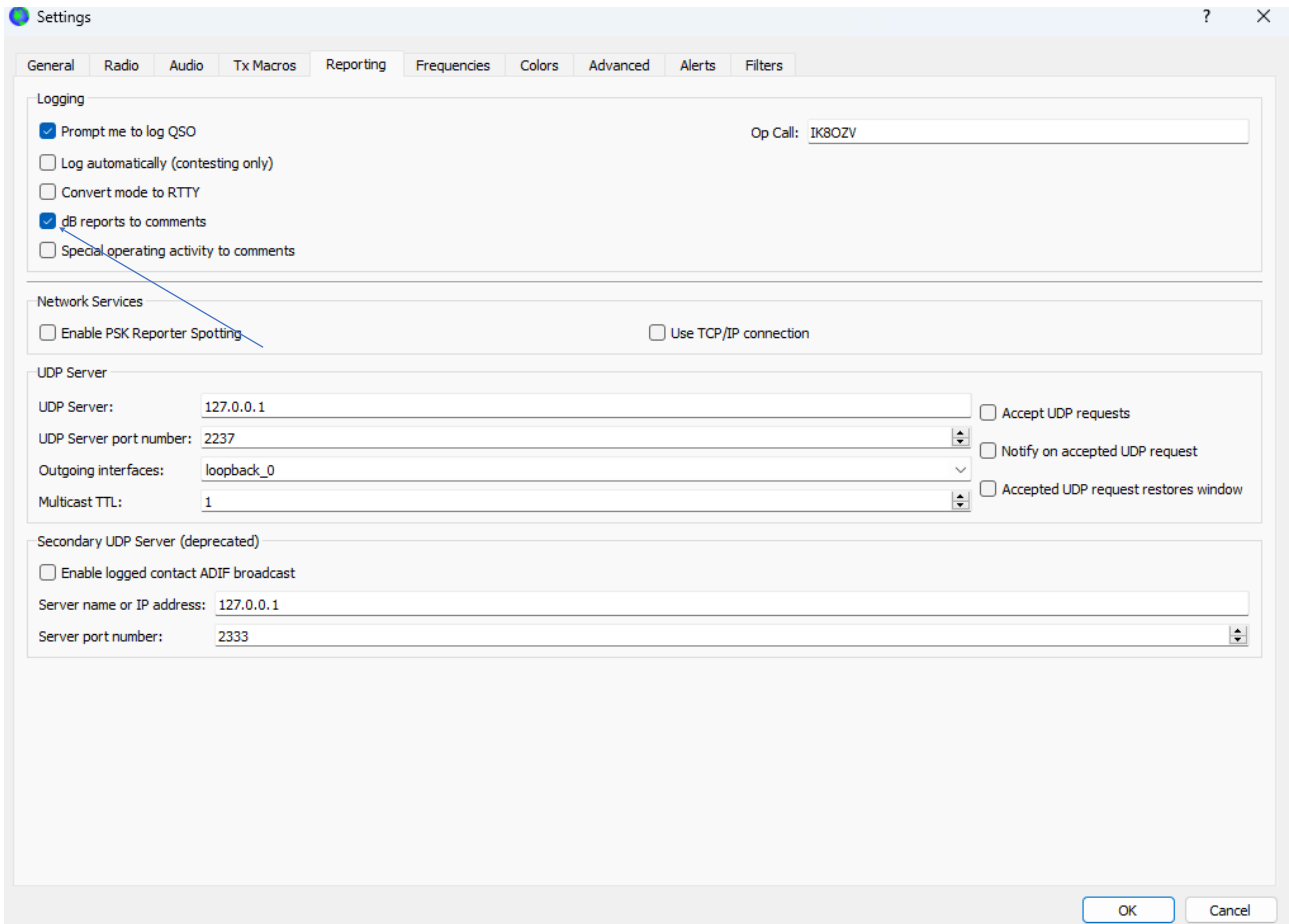 Settings
? 
General Radio Audio Tx Macros Reporting Frequencies Colors Advanced Alerts Filters
Logging
Prompt me to log QSO
Op Call: IK8OZV
Log automatically (contesting only)
Convert mode to RTTY
dB reports to comments
Special operating activity to comments
Network Services
Enable PSK Reporter Spotting
Use TCP/IP connection
UDP Server
UDP Server: 127.0.0.1
Accept UDP requests
UDP Server port number: 2237
Notify on accepted UDP request
Outgoing interfaces: loopback_0
Accepted UDP request restores window
Multicast TTL: 1
Secondary UDP Server (deprecated)
Enable logged contact ADIF broadcast
Server name or IP address: 127.0.0.1
Server port number: 2333
OK Cancel